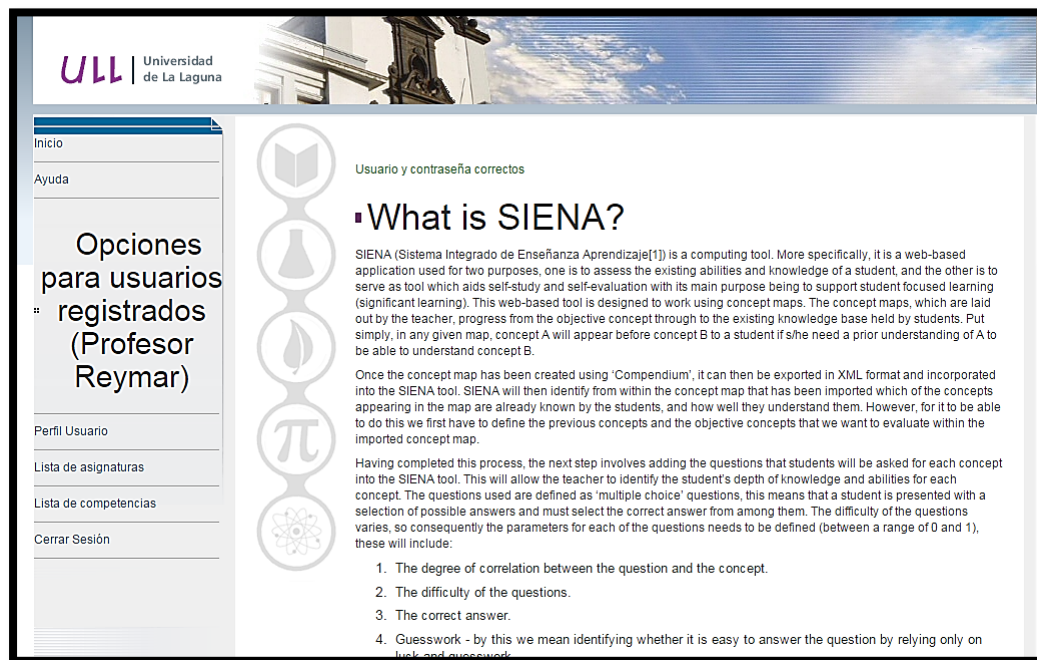 ULL
Universidad
de La Laguna
Inicio
Ayuda
Opciones
para usuarios
registrados
(Profesor
Reymar)
Perfil Usuario
Lista de asignaturas
Lista de competencias
Cerrar Sesión
Usuario y contraseña correctos
What is SIENA?
SIENA (Sistema Integrado de Enseñanza Aprendizaje[1]) is a computing tool. More specifically, it is a web-based
application used for two purposes, one is to assess the existing abilities and knowledge of a student, and the other is to
serve as tool which aids self-study and self-evaluation with its main purpose being to support student focused learning
(significant learning). This web-based tool is designed to work using concept maps. The concept maps, which are laid
out by the teacher, progress from the objective concept through to the existing knowledge base held by students. Put
simply, in any given map, concept A will appear before concept B to a student if s/he need a prior understanding of A to
be able to understand concept B.
Once the concept map has been created using ‘Compendium’, it can then be exported in XML format and incorporated
into the SIENA tool. SIENA will then identify from within the concept map that has been imported which of the concepts
appearing in the map are already known by the students, and how well they understand them. However, for it to be able
to do this we first have to define the previous concepts and the objective concepts that we want to evaluate within the
imported concept map.
Having completed this process, the next step involves adding the questions that students will be asked for each concept
into the SIENA tool. This will allow the teacher to identify the student’s depth of knowledge and abilities for each
concept. The questions used are defined as ‘multiple choice’ questions, this means that a student is presented with a
selection of possible answers and must select the correct answer from among them. The difficulty of the questions
varies, so consequently the parameters for each of the questions needs to be defined (between a range of 0 and 1),
these will include:
1. The degree of correlation between the question and the concept.
2. The difficulty of the questions.
3. The correct answer.
4. Guesswork - by this we mean identifying whether it is easy to answer the question by relying only on
luck and guesswork
π